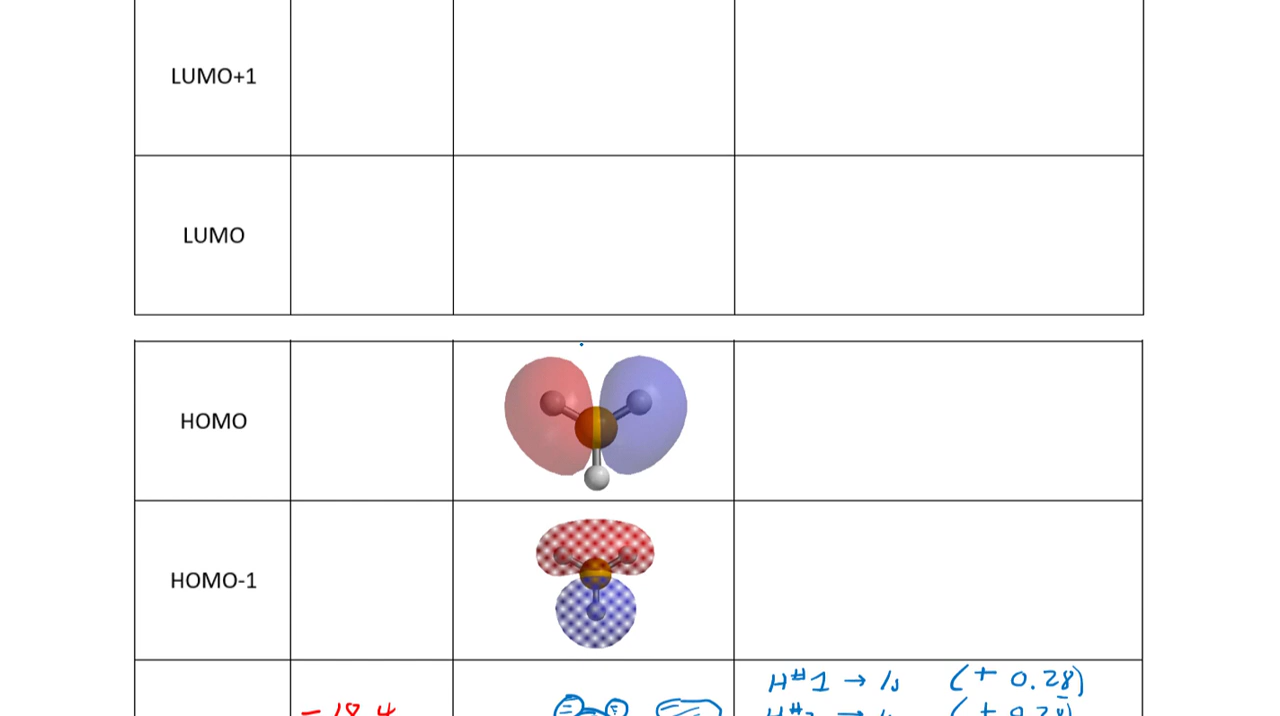 LUMO+1
LUMO
HOMO
HOMO-1
H#1 → 1s (+ 0.28)